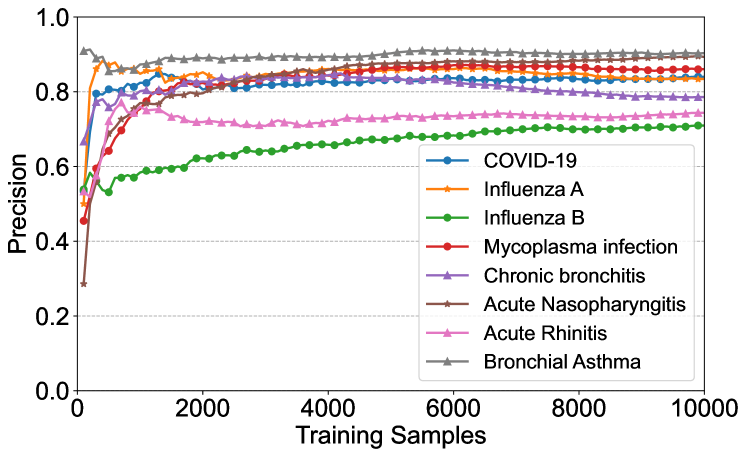 1.0
0.8
0.6
0.4
0.2
0.0
Precision
COVID-19
Influenza A
Influenza B
Mycoplasma infection
Chronic bronchitis
Acute Nasopharyngitis
Acute Rhinitis
Bronchial Asthma
0 2000 4000 6000 8000 10000
Training Samples